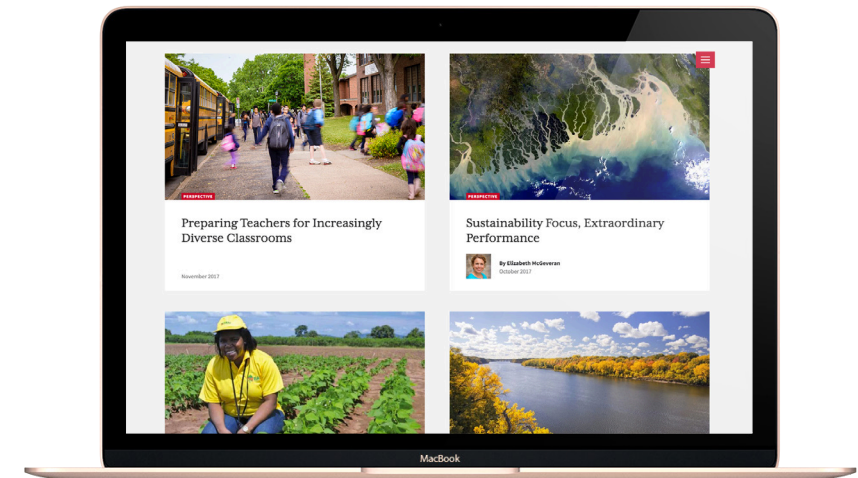 PERSPECTIVE
Preparing Teachers for Increasingly
Diverse Classrooms
November 2017
PERSPECTIVE
Sustainability Focus, Extraordinary
Performance
By Elizabeth McGeveran
October 2017
MacBook